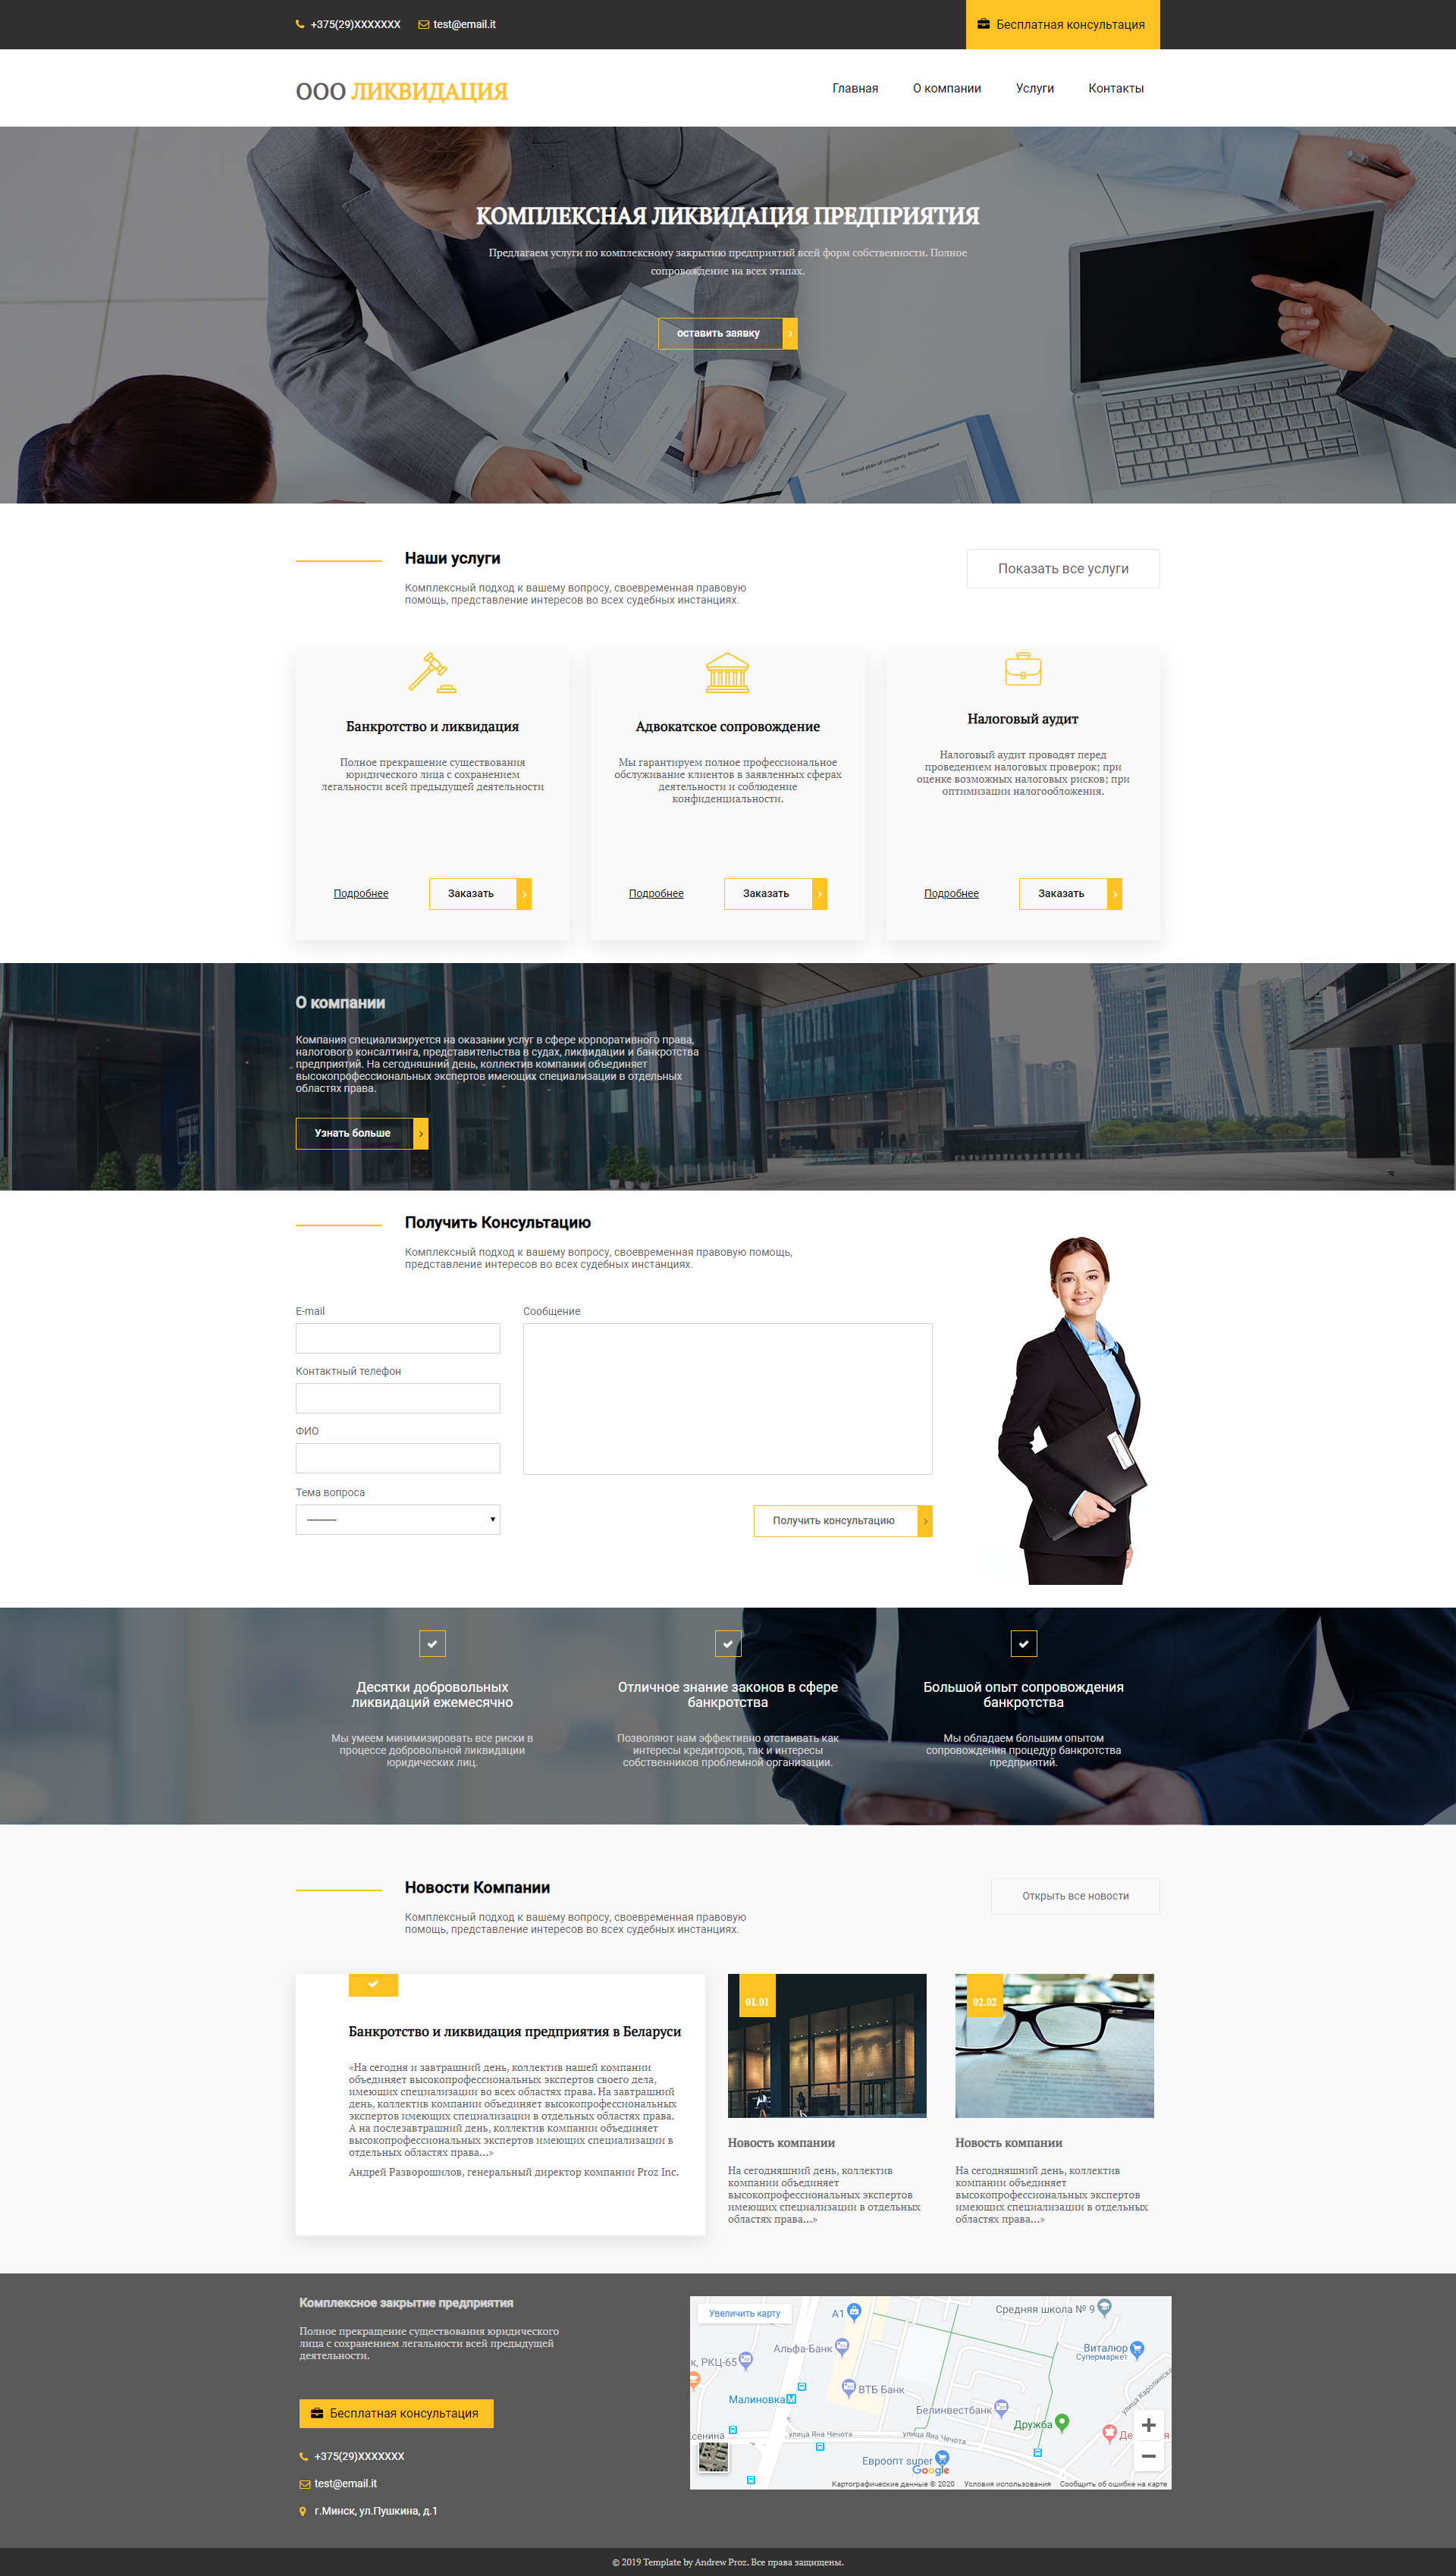 +375(29)XXXXXXX test@email.it
Бесплатная консультация
ООО ЛИКВИДАЦИЯ
Главная О компании Услуги Контакты
КОМПЛЕКСНАЯ ЛИКВИДАЦИЯ ПРЕДПРИЯТИЯ
Предлагаем услуги по комплексному закрытию предприятий всей форм собственности. Полное
сопровождение на всех этапах.
оставить заявку
Financial plan of company development
Наши услуги
Показать все услуги
Комплексный подход к вашему вопросу, своевременная правовую
помощь, представление интересов во всех судебных инстанциях.
Банкротство и ликвидация
Полное прекращение существования
юридического лица с сохранением
легальности всей предыдущей деятельности
Подробнее Заказать
Адвокатское сопровождение
Мы гарантируем полное профессиональное
обслуживание клиентов в заявленных сферах
деятельности и соблюдение
конфиденциальности.
Подробнее Заказать
Налоговый аудит
Налоговый аудит проводят перед
проведением налоговых проверок; при
оценке возможных налоговых рисков; при
оптимизации налогообложения.
Подробнее Заказать
О компании
Компания специализируется на оказании услуг в сфере корпоративного права,
налогового консалтинга, представительства в судах, ликвидации и банкротства
предприятий. На сегодняшний день, коллектив компании объединяет
высокопрофессиональных экспертов имеющих специализации в отдельных
областях права.
Узнать больше
Получить Консультацию
Комплексный подход к вашему вопросу, своевременная правовую помощь,
представление интересов во всех судебных инстанциях.
E-mail
Контактный телефон
ФИО
Тема вопроса
----------
Сообщение
Получить консультацию
Десятки добровольных
ликвидаций ежемесячно
Мы умеем минимизировать все риски в
процессе добровольной ликвидации
юридических лиц.
Отличное знание законов в сфере
банкротства
Позволяют нам эффективно отстаивать как
интересы кредиторов, так и интересы
собственников проблемной организации.
Большой опыт сопровождения
банкротства
Мы обладаем большим опытом
сопровождения процедур банкротства
предприятий.
Новости Компании
Открыть все новости
Комплексный подход к вашему вопросу, своевременная правовую
помощь, представление интересов во всех судебных инстанциях.
Банкротство и ликвидация предприятия в Беларуси
«На сегодня и завтрашний день, коллектив нашей компании
объединяет высокопрофессиональных экспертов своего дела,
имеющих специализации во всех областях права. На завтрашний
день, коллектив компании объединяет высокопрофессиональных
экспертов имеющих специализации в отдельных областях права.
А на послезавтрашний день, коллектив компании объединяет
высокопрофессиональных экспертов имеющих специализации в
отдельных областях права...»
Андрей Разворошилов, генеральный директор компании Proz Inc.
01.01
Новость компании
На сегодняшний день, коллектив
компании объединяет
высокопрофессиональных экспертов
имеющих специализации в отдельных
областях права...»
02.02
Новость компании
На сегодняшний день, коллектив
компании объединяет
высокопрофессиональных экспертов
имеющих специализации в отдельных
областях права...»
Комплексное закрытие предприятия
Полное прекращение существования юридического
лица с сохранением легальности всей предыдущей
деятельности.
Бесплатная консультация
+375(29)XXXXXXX
test@email.it
г.Минск, ул.Пушкина, д.1
Увеличить карту
А1
Средняя школа № 9
Альфа-Банк
Виталюр
Супермаркет
к, РКЦ-65
ВТБ Банк
улица Каролинска
Малиновка
Белинвестбанк
Дружба
Де
Есенина
улица Яна Чечота
улица Яна Чечота
Евроопт super
Google
Картографические данные © 2020 Условия использования Сообщить об ошибке на карте
© 2019 Template by Andrew Proz. Все права защищены.